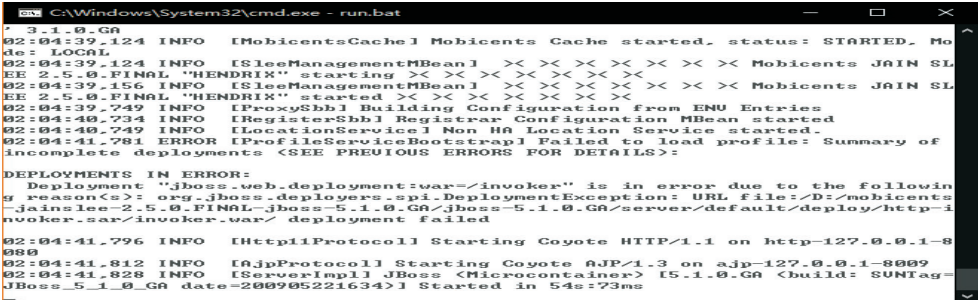 C:\Windows\System32\cmd.exe - run.bat
' 3.1.0.GA
02:04:39,124 INFO  [MobicentsCache] Mobicents Cache started, status: STARTED, Mo
de: LOCAL
02:04:39,124 INFO  [SleeManagementMBean]  >< >< >< >< >< >< >< Mobicents JAIN SL
EE 2.5.0.FINAL "HENDRIX" starting >< >< >< >< >< >< ><
02:04:39,156 INFO  [SleeManagementMBean]  >< >< >< >< >< >< >< Mobicents JAIN SL
EE 2.5.0.FINAL "HENDRIX" started >< >< >< >< >< >< ><
02:04:39,749 INFO  [ProxySbb] Building Configuration from ENV Entries
02:04:40,734 INFO  [RegisterSbb] Registrar Configuration MBean started
02:04:40,749 INFO  [LocationService] Non HA Location Service started.
02:04:41,781 ERROR [ProfileServiceBootstrap] Failed to load profile: Summary of
incomplete deployments <SEE PREVIOUS ERRORS FOR DETAILS>:
DEPLOYMENTS IN ERROR:
  Deployment "jboss.web.deployment:war=/invoker" is in error due to the followin
g reason<s>: org.jboss.deployers.spi.DeploymentException: URL file:/D:/mobicents
-jainslee-2.5.0.FINAL-jboss-5.1.0.GA/jboss-5.1.0.GA/server/default/deploy/http-i
nvoker.sar/invoker.war/ deployment failed
02:04:41,796 INFO  [Http11Protocol] Starting Coyote HTTP/1.1 on http-127.0.0.1-8
080
02:04:41,812 INFO  [AjpProtocol] Starting Coyote AJP/1.3 on ajp-127.0.0.1-8009
02:04:41,828 INFO  [ServerImpl] JBoss <Microcontainer> [5.1.0.GA <build: SVNTag=
JBoss_5_1_0_GA date=200905221634>] Started in 54s:73ms